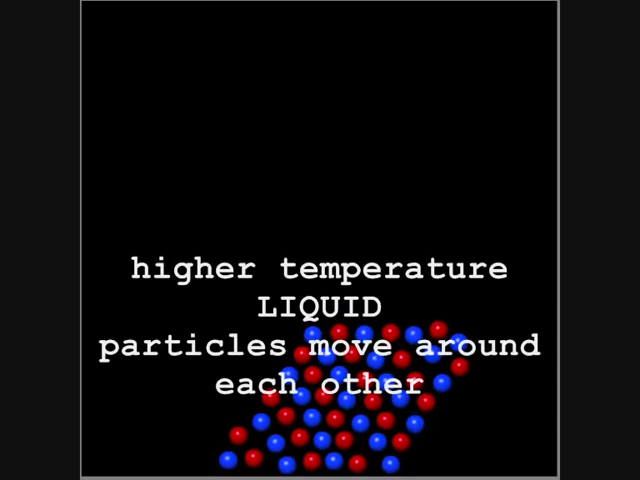 higher temperature
LIQUID
particles move around
each other